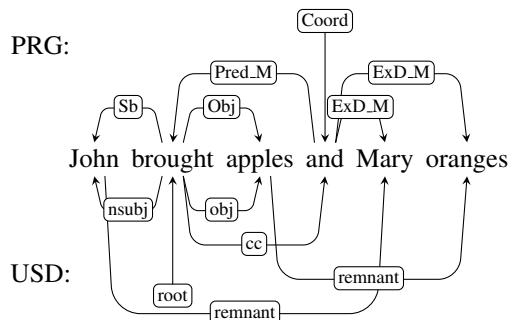 Coord
PRG:
Pred_M ExD_M
Sb Obj ExD_M
John brought apples and Mary oranges
nsubj obj
cc
USD: remnant
root
remnant